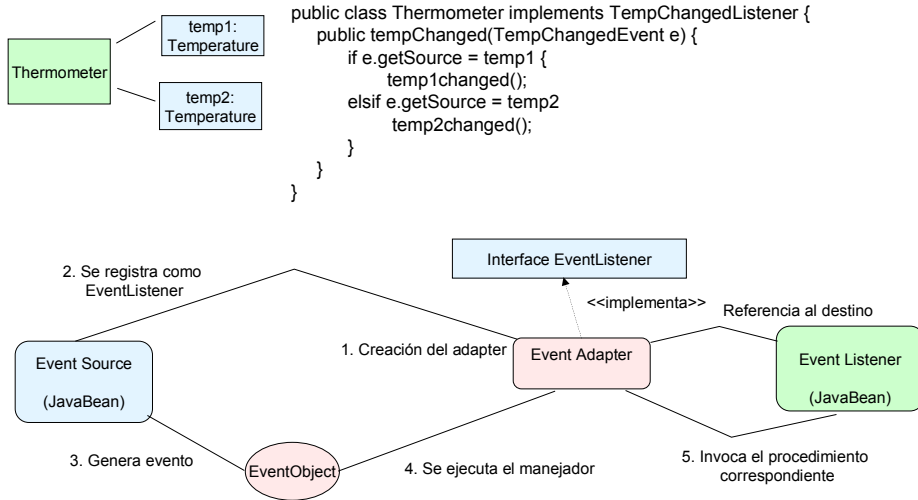 temp1:
Temperature
Thermometer
temp2:
Temperature
public class Thermometer implements TempChangedListener {
public tempChanged(TempChangedEvent e) {
if e.getSource = temp1 {
temp1changed();
elsif e.getSource = temp2
temp2changed();
}
}
}
Interface EventListener
2. Se registra como
EventListener
<<implementa>>
Referencia al destino
1. Creación del adapter
Event Adapter
Event Source
(JavaBean)
Event Listener
(JavaBean)
3. Genera evento
EventObject
4. Se ejecuta el manejador
5. Invoca el procedimiento
correspondiente